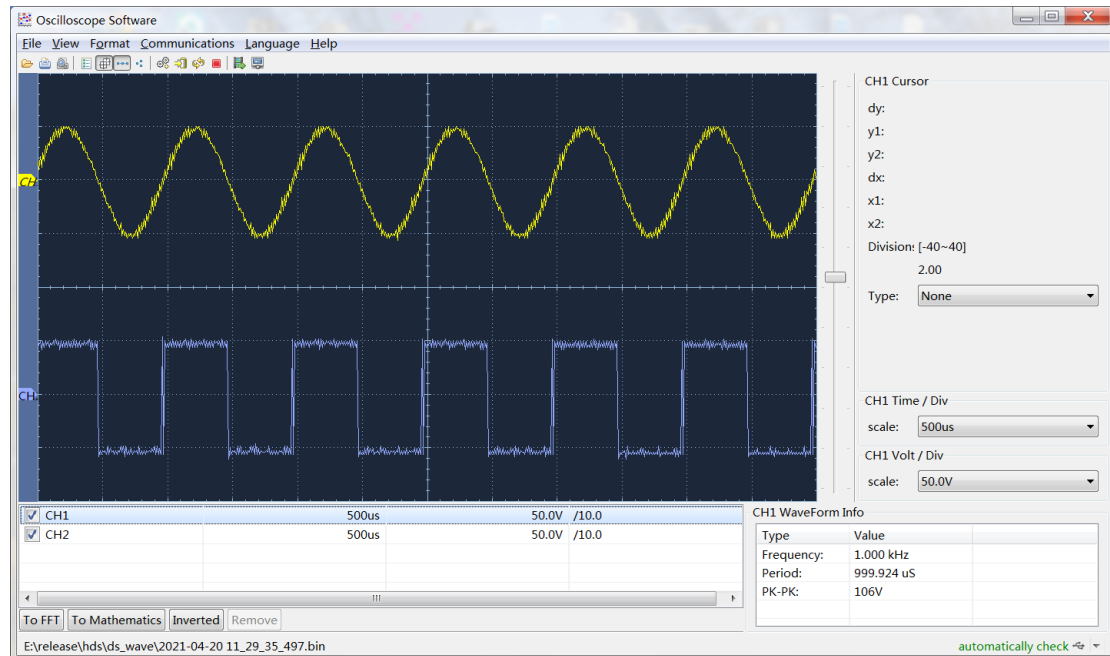 Oscilloscope Software
File View Format Communications Language Help
CH1 Cursor
dy:
y1:
y2:
dx:
x1:
x2:
Division: [-40~40]
2.00
Type: None
CH
CH
CH1 Time / Div
scale: 500us
CH1 Volt / Div
scale: 50.0V
CH1 500us 50.0V /10.0
CH2 500us 50.0V /10.0
CH1 WaveForm Info
Type Value
Frequency: 1.000 kHz
Period: 999.924 uS
PK-PK: 106V
To FFT To Mathematics Inverted Remove
E:\release\hds\ds_wave\2021-04-20 11_29_35_497.bin automatically check